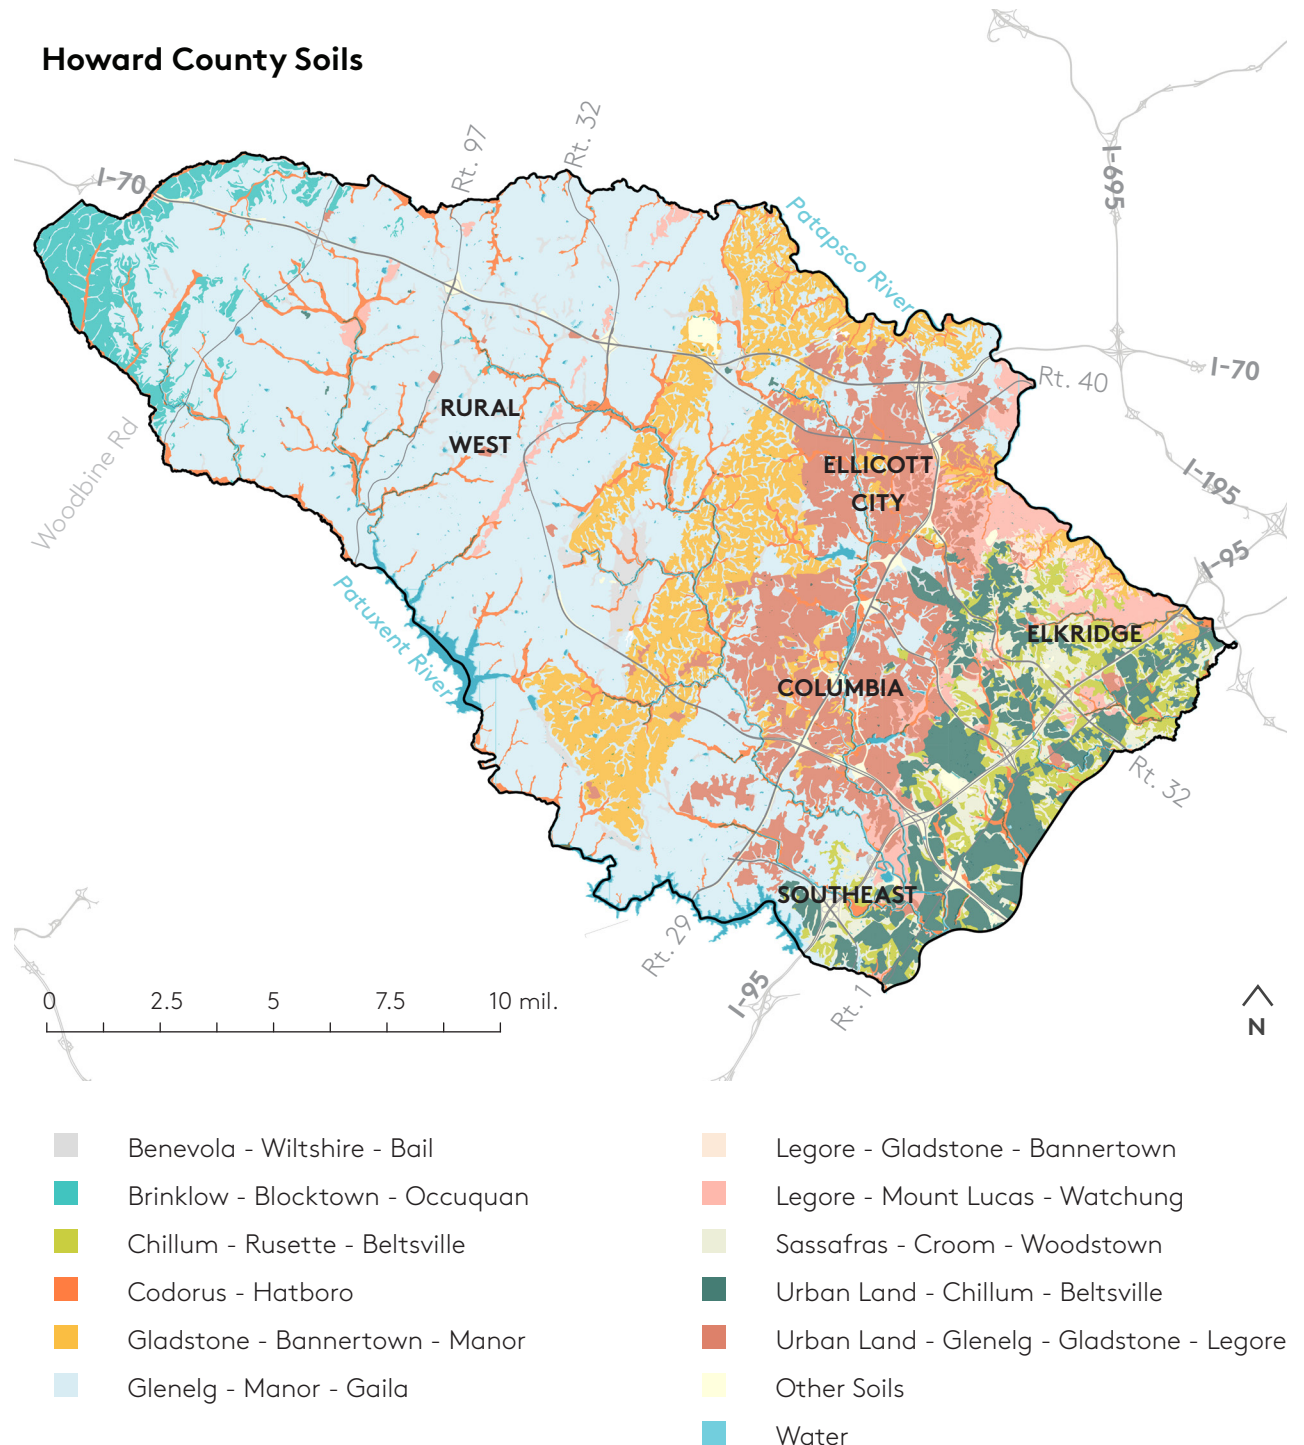 Howard County Soils
Rt. 97
Rt. 32
I-70
I-695
Patapsco River
I-70
Rt. 40
RURAL
WEST
Woodbine Rd
ELLICOTT
CITY
I-195
I-95
Patuxent River
ELKRIDGE
COLUMBIA
Rt. 32
SOUTHEAST
Rt. 29
I-95
Rt. 1
0 2.5 5 7.5 10 mil.
N
Benevola - Wiltshire - Bail
Brinklow - Blocktown - Occuquan
Chillum - Rusette - Beltsville
Codorus - Hatboro
Gladstone - Bannertown - Manor
Glenelg - Manor - Gaila
Legore - Gladstone - Bannertown
Legore - Mount Lucas - Watchung
Sassafras - Croom - Woodstown
Urban Land - Chillum - Beltsville
Urban Land - Glenelg - Gladstone - Legore
Other Soils
Water